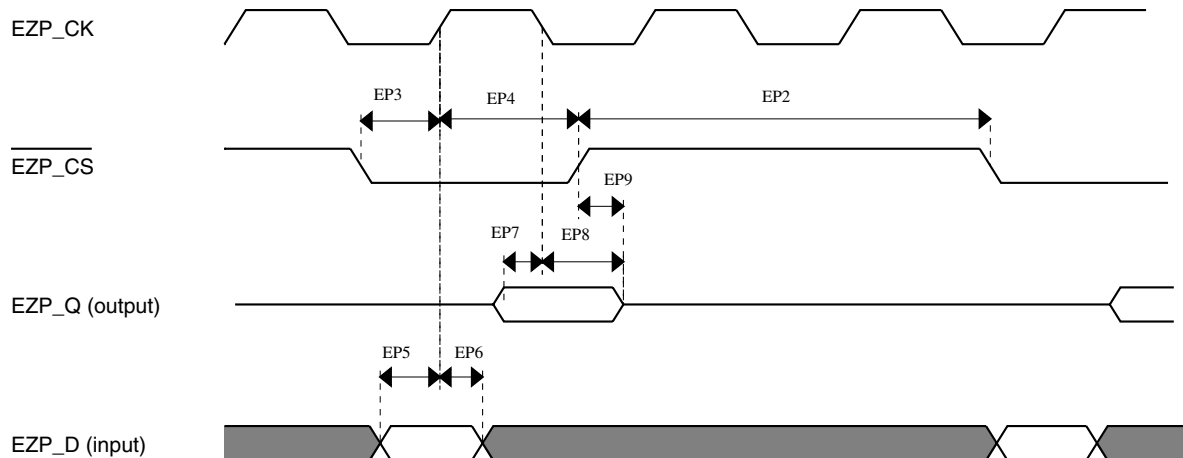 EZP_CK
EP3 EP4 EP2
EZP_CS
EP9
EP7 EP8
EZP_Q (output)
EP5 EP6
EZP_D (input)